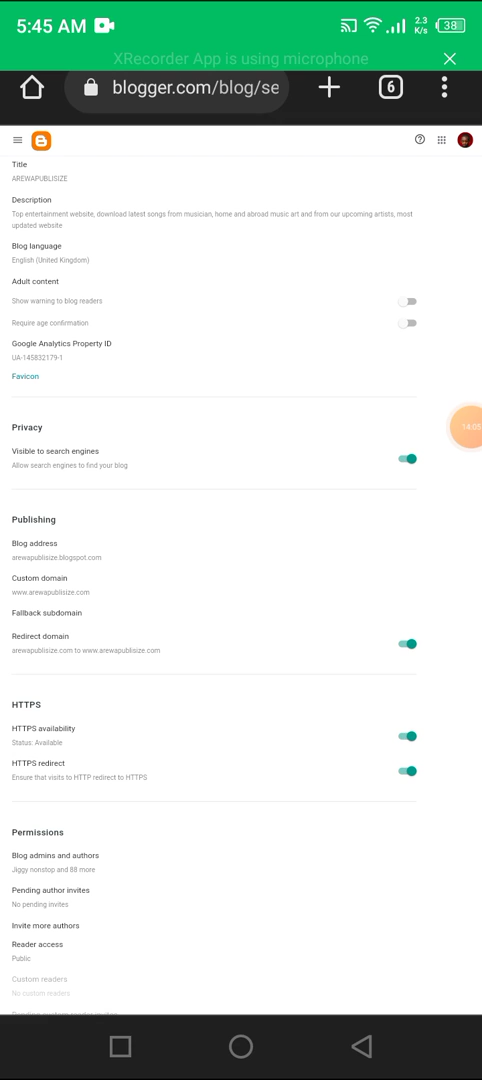 5:45 AM
2.3
K/s
38
XRecorder App is using microphone
blogger.com/blog/se
6
Title
AREWAPUBLISIZE
Description
Top entertainment website, download latest songs from musician, home and abroad music art and from our upcoming artists, most
updated website
Blog language
English (United Kingdom)
Adult content
Show warning to blog readers
Require age confirmation
Google Analytics Property ID
UA-145832179-1
Favicon
14:05
Privacy
Visible to search engines
Allow search engines to find your blog
Publishing
Blog address
arewapublisize.blogspot.com
Custom domain
www.arewapublisize.com
Fallback subdomain
Redirect domain
arewapublisize.com to www.arewapublisize.com
HTTPS
HTTPS availability
Status: Available
HTTPS redirect
Ensure that visits to HTTP redirect to HTTPS
Permissions
Blog admins and authors
Jiggy nonstop and 88 more
Pending author invites
No pending invites
Invite more authors
Reader access
Public
Custom readers
No custom readers